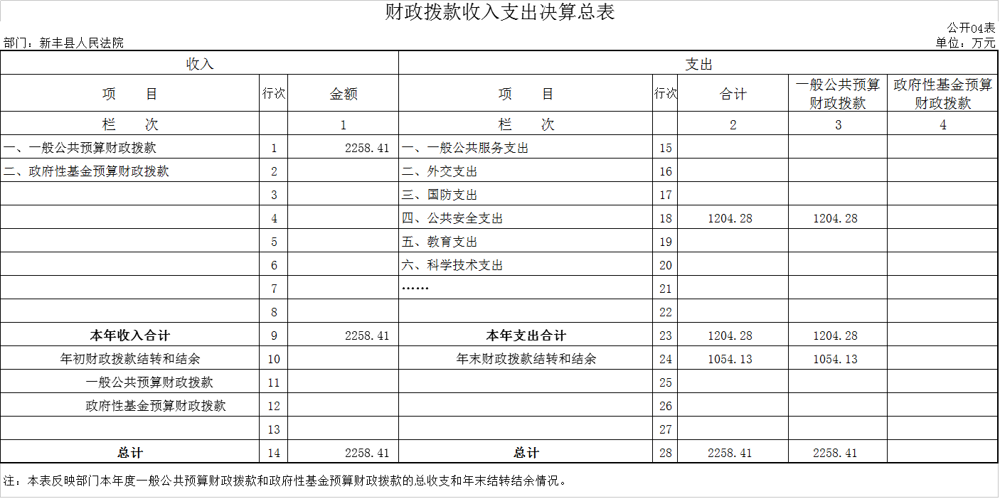 财政拨款收入支出决算总表
公开04表
部门：新丰县人民法院 单位：万元
收入 支出
项 目 行次 金额 项 目 行次 合计 一般公共预算财政拨款 政府性基金预算财政拨款
栏 次 1 栏 次 2 3 4
一、一般公共预算财政拨款 1 2258.41 一、一般公共服务支出 15
二、政府性基金预算财政拨款 2 二、外交支出 16
3 三、国防支出 17
4 四、公共安全支出 18 1204.28 1204.28
5 五、教育支出 19
6 六、科学技术支出 20
7 …… 21
8 22
本年收入合计 9 2258.41 本年支出合计 23 1204.28 1204.28
年初财政拨款结转和结余 10 年末财政拨款结转和结余 24 1054.13 1054.13
一般公共预算财政拨款 11 25
政府性基金预算财政拨款 12 26
13 27
总计 14 2258.41 总计 28 2258.41 2258.41
注：本表反映部门本年度一般公共预算财政拨款和政府性基金预算财政拨款的总收支和年末结转结余情况。